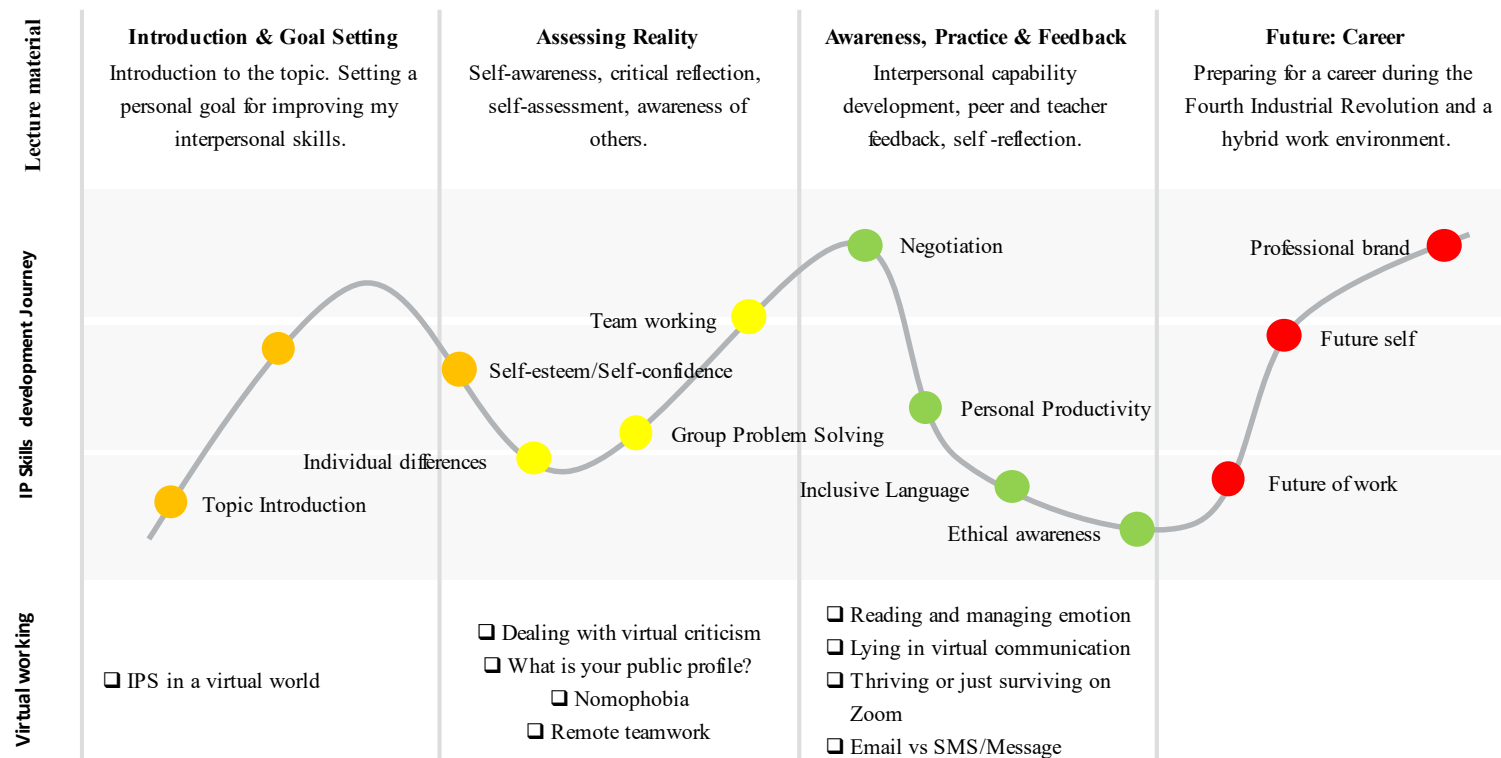 Lecture material
Introduction & Goal Setting
Introduction to the topic. Setting a
personal goal for improving my
interpersonal skills.
Assessing Reality
Self-awareness, critical reflection,
self-assessment, awareness of
others.
Awareness, Practice & Feedback
Interpersonal capability
development, peer and teacher
feedback, self -reflection.
Future: Career
Preparing for a career during the
Fourth Industrial Revolution and a
hybrid work environment.
IP Skills development Journey
Topic Introduction
Self-esteem/Self-confidence
Individual differences
Group Problem Solving
Team working
Negotiation
Personal Productivity
Inclusive Language
Ethical awareness
Future of work
Future self
Professional brand
Virtual working
❑ IPS in a virtual world
❑ Dealing with virtual criticism
❑ What is your public profile?
❑ Nomophobia
❑ Remote teamwork
❑ Reading and managing emotion
❑ Lying in virtual communication
❑ Thriving or just surviving on
Zoom
❑ Email vs SMS/Message